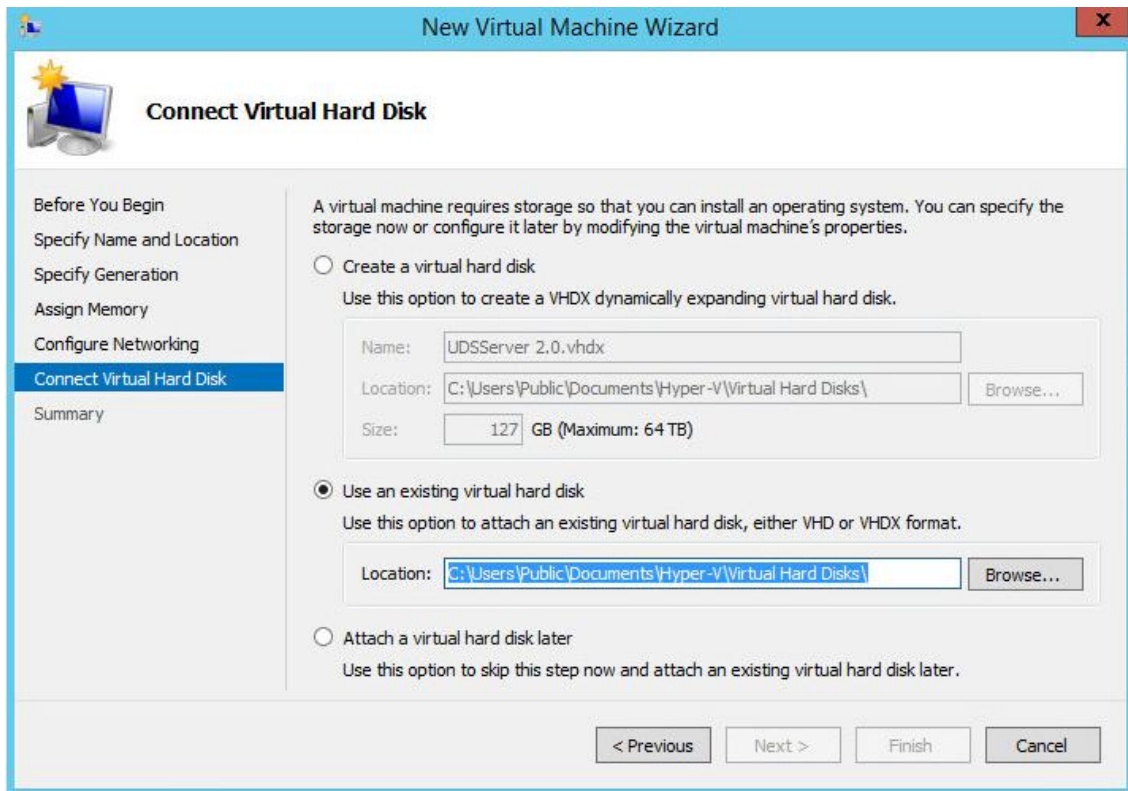 New Virtual Machine Wizard
x
Connect Virtual Hard Disk
Before You Begin
Specify Name and Location
Specify Generation
Assign Memory
Configure Networking
Connect Virtual Hard Disk
Summary
A virtual machine requires storage so that you can install an operating system. You can specify the
storage now or configure it later by modifying the virtual machine's properties.
Create a virtual hard disk
Use this option to create a VHDX dynamically expanding virtual hard disk.
Name: UDSServer 2.0.vhdx
Location: C:\Users\Public\Documents\Hyper-V\Virtual Hard Disks\ Browse...
Size: 127 GB (Maximum: 64 TB)
Use an existing virtual hard disk
Use this option to attach an existing virtual hard disk, either VHD or VHDX format.
Location: C:\Users\Public\Documents\Hyper-V\Virtual Hard Disks\ Browse...
Attach a virtual hard disk later
Use this option to skip this step now and attach an existing virtual hard disk later.
< Previous Next > Finish Cancel